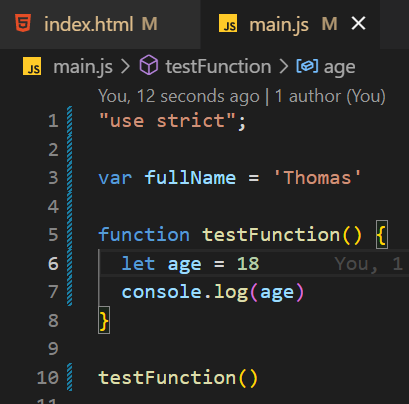 index.html M main.js M
JS main.js > testFunction > age
You, 12 seconds ago | 1 author (You)
1 "use strict";
2
3 var fullName = 'Thomas'
4
5 function testFunction() {
6 let age = 18 You, 1
7 console.log(age)
8 }
9
10 testFunction()